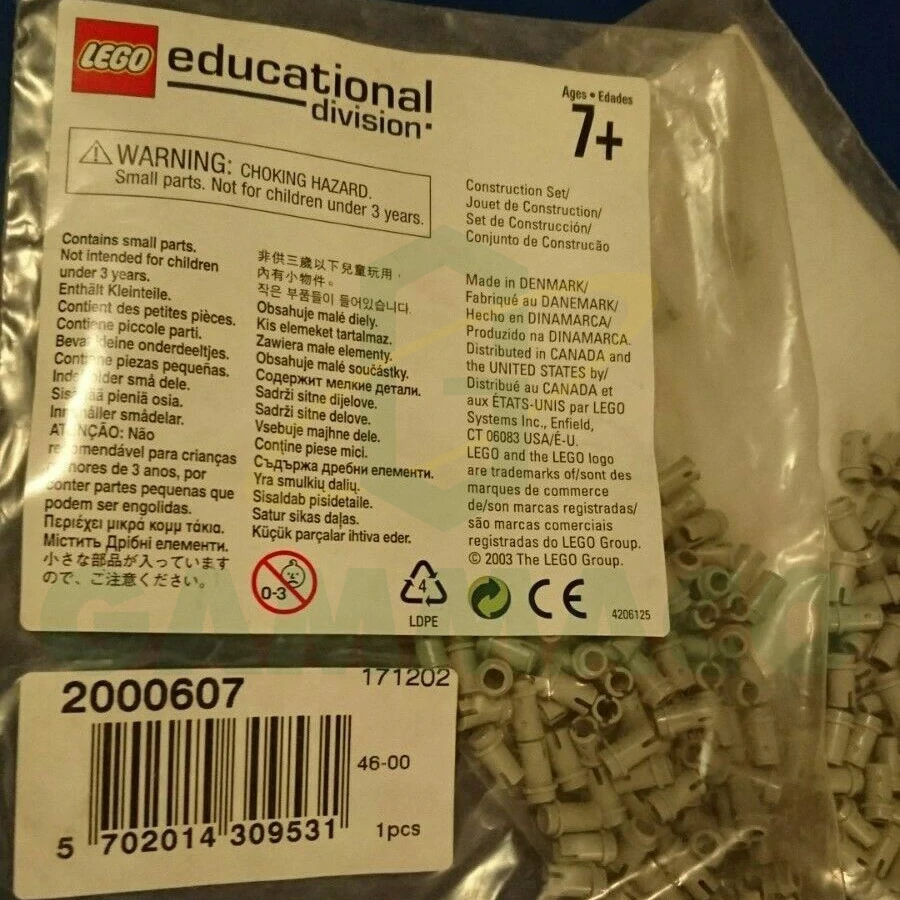 LEGO educational
division
Ages • Edades
7+
WARNING: CHOKING HAZARD.
Small parts. Not for children under 3 years.
Construction Set/
Jouet de Construction/
Set de Construcción/
Conjunto de Construcão
Contains small parts.
Not intended for children
under 3 years.
Enthält Kleinteile.
Contient des petites pièces.
Contiene piccole parti.
kleine onderdeeltjes.
Contiene piezas pequeñas.
små dele.
pieniä osia.
smådelar.
ATENÇÃO: Não
recomendável para crianças
menores de 3 anos, por
conter partes pequenas que
podem ser engolidas.
Περιέχει μικρά κομμ τάκια.
Містить Дрібні елементи.
小さな部品が入っています
ので、ご注意ください。
非供三歲以下兒童玩用，
內有小物件。
작은 부품들이 들어있습니다
Obsahuje malé diely.
Kis elemeket tartalmaz.
Zawiera małe elementy.
Obsahuje malé součástky.
Содержит мелкие детали.
Sadrži sitne dijelove.
Sadrži sitne delove.
Vsebuje majhne dele.
Conţine piese mici.
Съдържа дребни елементи.
Yra smulkių dalių.
Sisaldab pisidetaile.
Satur sikas daļas.
Küçük parçalar ihtiva eder.
Made in DENMARK/
Fabriqué au DANEMARK/
Hecho en DINAMARCA/
Produzido na DINAMARCA.
Distributed in CANADA and
the UNITED STATES by/
Distribué au CANADA et
aux ÉTATS-UNIS par LEGO
Systems Inc., Enfield,
CT 06083 USA/É-U.
LEGO and the LEGO logo
are trademarks of/sont des
marques de commerce
de/son marcas registradas/
são marcas comerciais
registradas do LEGO Group.
© 2003 The LEGO Group.
0-3
4
LDPE
CE
4206125
2000607
171202
46-00
5 702014 309531
1pcs